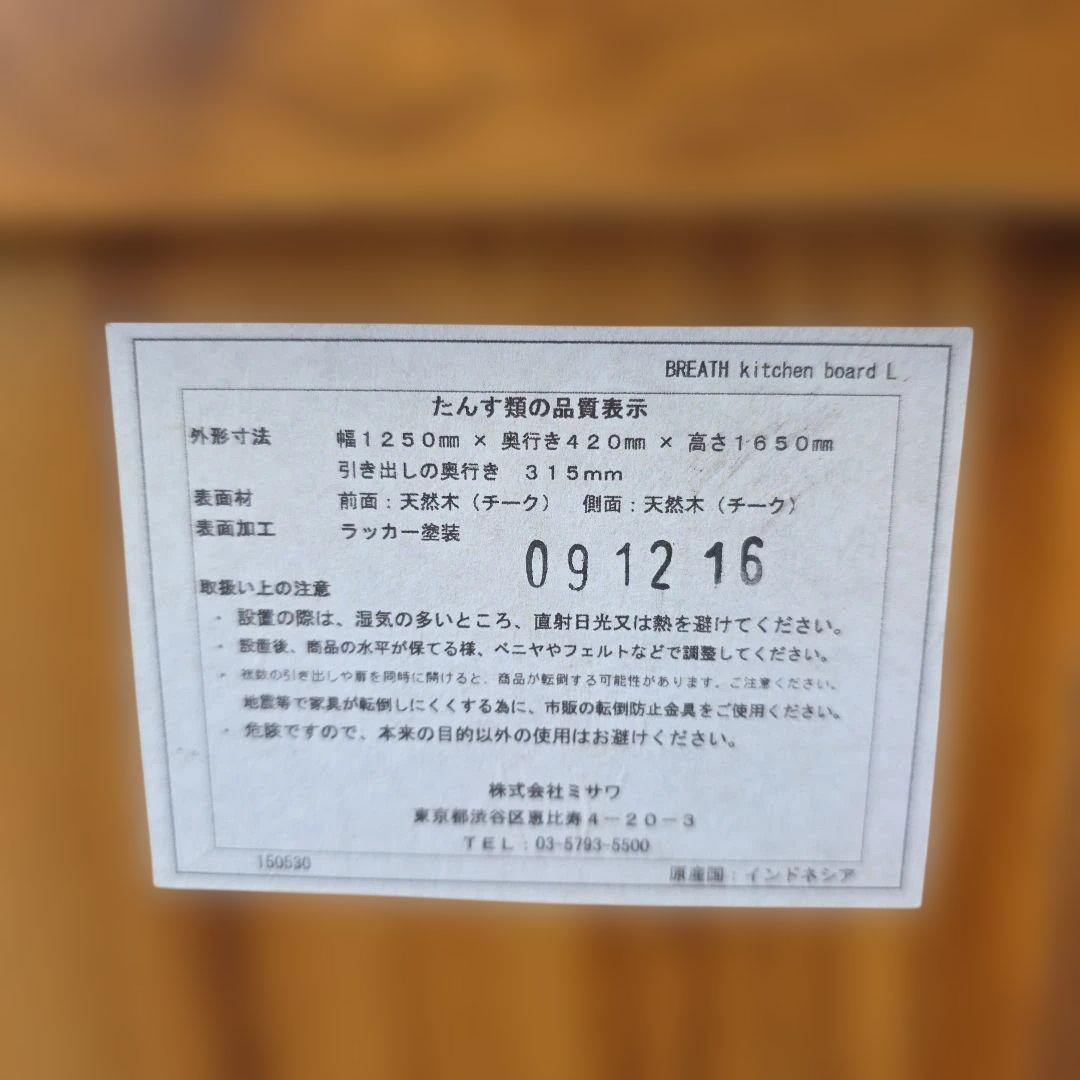 BREATH kitchen board L
たんす類の品質表示
外形寸法 幅１２５０㎜ × 奥行き４２０㎜ × 高さ１６５０㎜
引き出しの奥行き ３１５ｍｍ
表面材 前面：天然木（チーク） 側面：天然木（チーク）
表面加工 ラッカー塗装
09 12 16
取扱い上の注意
・ 設置の際は、湿気の多いところ、直射日光又は熱を避けてください。
・ 設置後、商品の水平が保てる様、ベニヤやフェルトなどで調整してください。
・ 複数の引き出しや扉を同時に開けると、商品が転倒する可能性があります。ご注意ください。
地震等で家具が転倒しにくくする為に、市販の転倒防止金具をご使用ください。
・ 危険ですので、本来の目的以外の使用はお避けください。
株式会社ミサワ
東京都渋谷区恵比寿４－２０－３
ＴＥＬ：03-5793-5500
150530 原産国：インドネシア